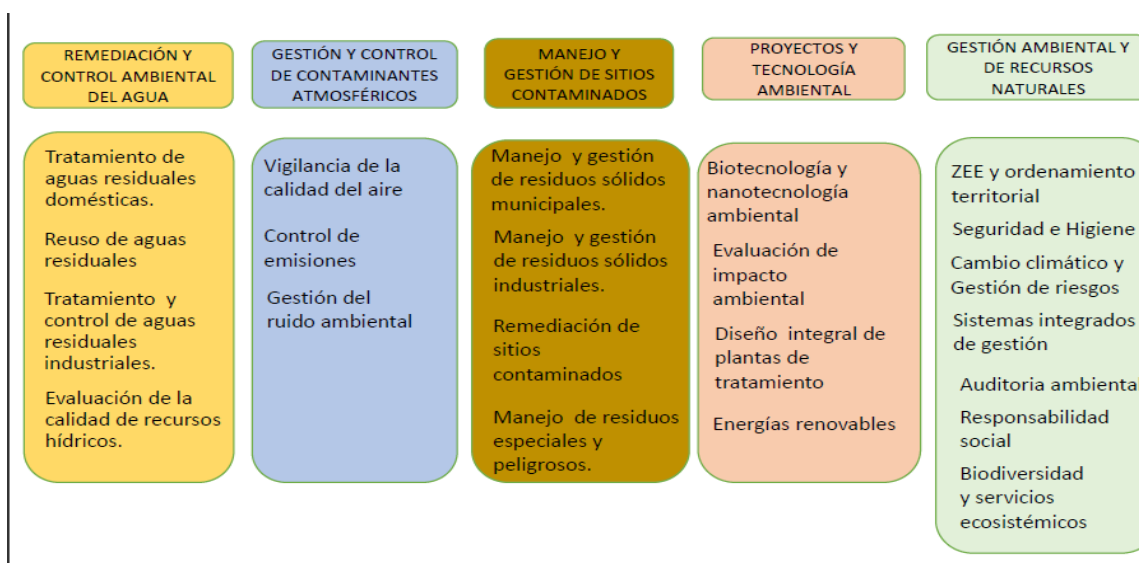 REMEDIACIÓN Y
CONTROL AMBIENTAL
DEL AGUA
GESTIÓN Y CONTROL
DE CONTAMINANTES
ATMOSFÉRICOS
MANEJO Y
GESTIÓN DE SITIOS
CONTAMINADOS
PROYECTOS Y
TECNOLOGÍA
AMBIENTAL
GESTIÓN AMBIENTAL Y
DE RECURSOS
NATURALES
Tratamiento de
aguas residuales
domésticas.
Reuso de aguas
residuales
Tratamiento y
control de aguas
residuales
industriales.
Evaluación de la
calidad de recursos
hídricos.
Vigilancia de la
calidad del aire
Control de
emisiones
Gestión del
ruido ambiental
Manejo y gestión
de residuos sólidos
municipales.
Manejo y gestión
de residuos sólidos
industriales.
Remediación de
sitios
contaminados
Manejo de residuos
especiales y
peligrosos.
Biotecnología y
nanotecnología
ambiental
Evaluación de
impacto
ambiental
Diseño integral de
plantas de
tratamiento
Energías renovables
ZEE y ordenamiento
territorial
Seguridad e Higiene
Cambio climático y
Gestión de riesgos
Sistemas integrados
de gestión
Auditoria ambiental
Responsabilidad
social
Biodiversidad
y servicios
ecosistémicos